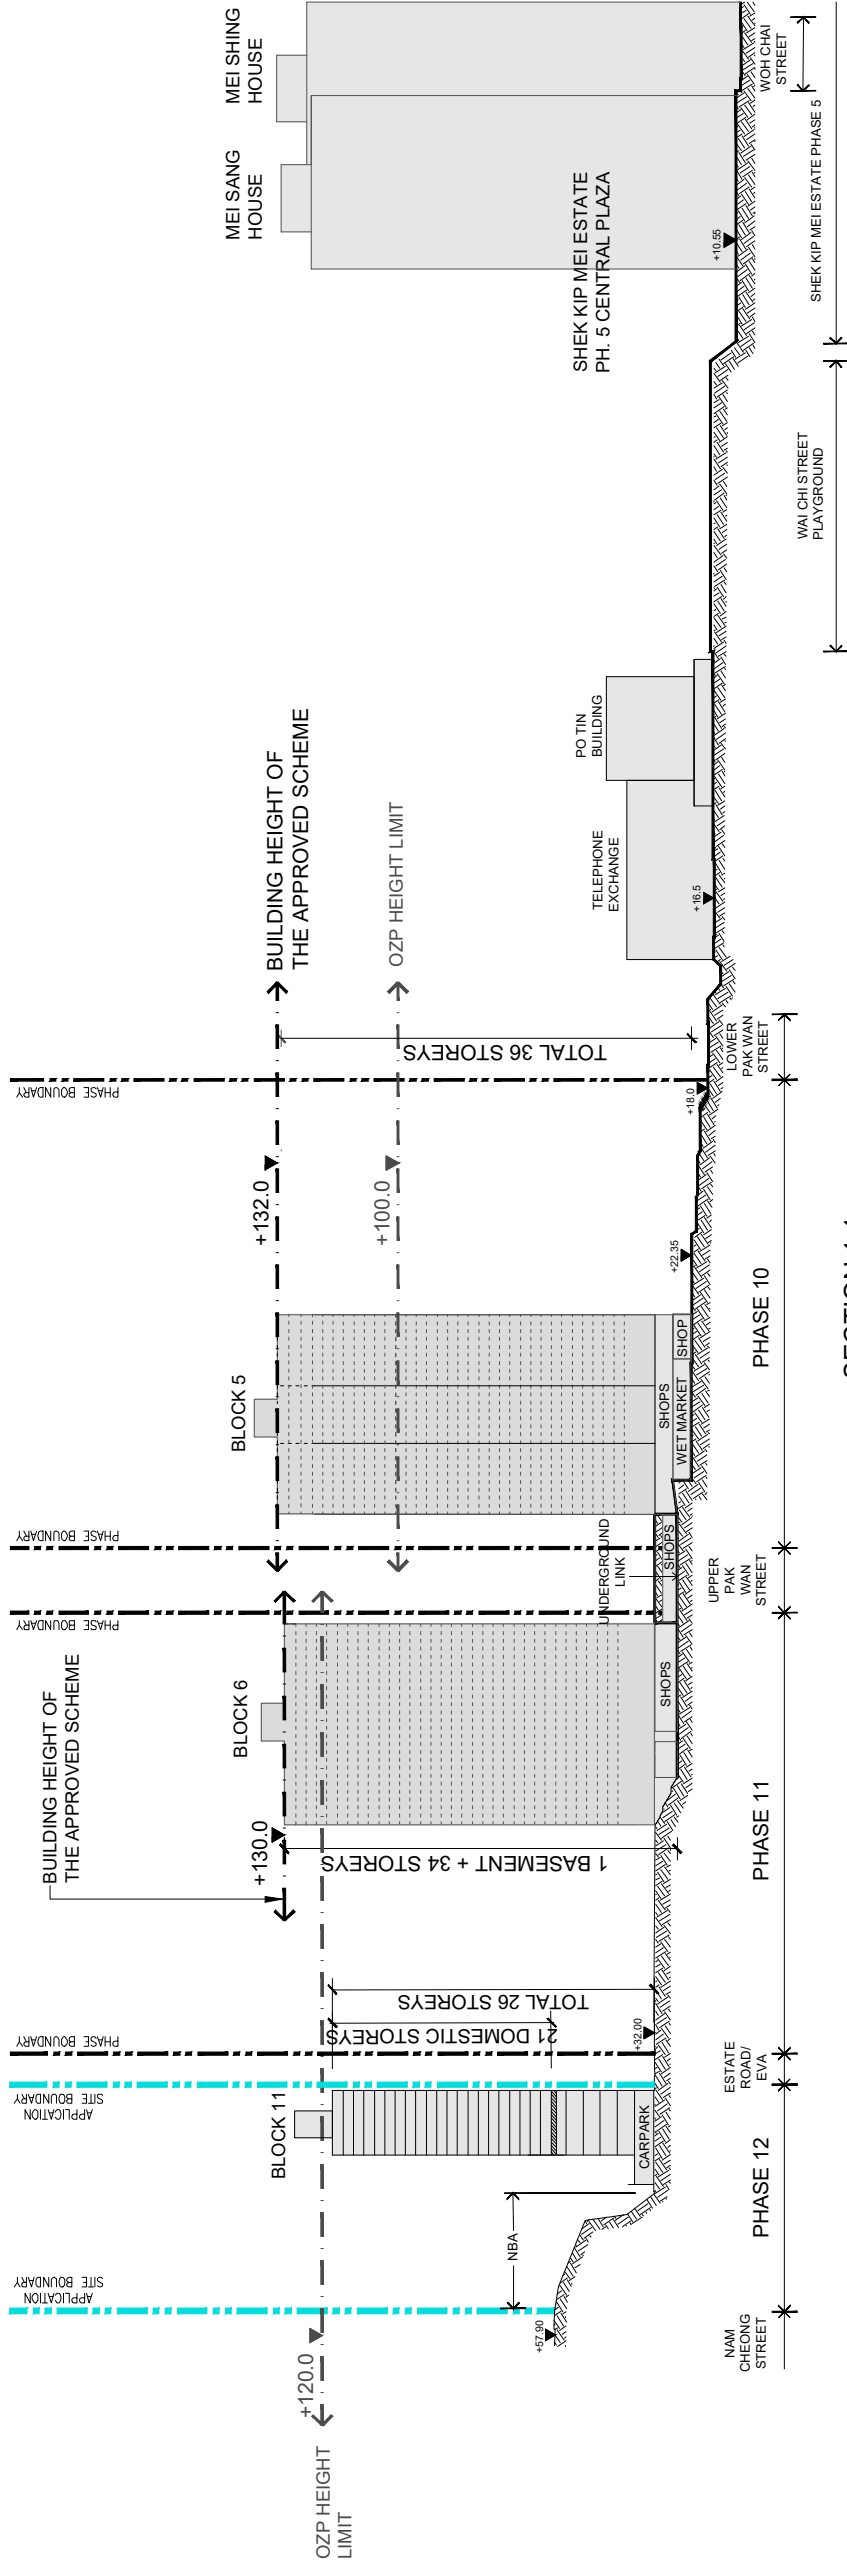 OZP HEIGHT
LIMIT
+120.0
APPLICATION
SITE BOUNDARY
APPLICATION
SITE BOUNDARY
PHASE BOUNDARY
BUILDING HEIGHT OF
THE APPROVED SCHEME
+130.0
PHASE BOUNDARY
PHASE BOUNDARY
+132.0
+100.0
PHASE BOUNDARY
BUILDING HEIGHT OF
THE APPROVED SCHEME
OZP HEIGHT LIMIT
MEI SANG
HOUSE
MEI SHING
HOUSE
BLOCK 11
BLOCK 6
BLOCK 5
+57.90
NBA
CARPARK
21 DOMESTIC STOREYS
TOTAL 26 STOREYS
+32.00
1 BASEMENT + 34 STOREYS
SHOPS
UNDERGROUND
LINK
SHOPS
SHOPS
WET MARKET
SHOP
+22.35
+18.0
TOTAL 36 STOREYS
TELEPHONE
EXCHANGE
+16.5
PO TIN
BUILDING
SHEK KIP MEI ESTATE
PH. 5 CENTRAL PLAZA
+10.55
NAM
CHEONG
STREET
PHASE 12
ESTATE
ROAD/
EVA
PHASE 11
UPPER
PAK
WAN
STREET
PHASE 10
LOWER
PAK WAN
STREET
WAI CHI STREET
PLAYGROUND
SHEK KIP MEI ESTATE PHASE 5
WOH CHAI
STREET